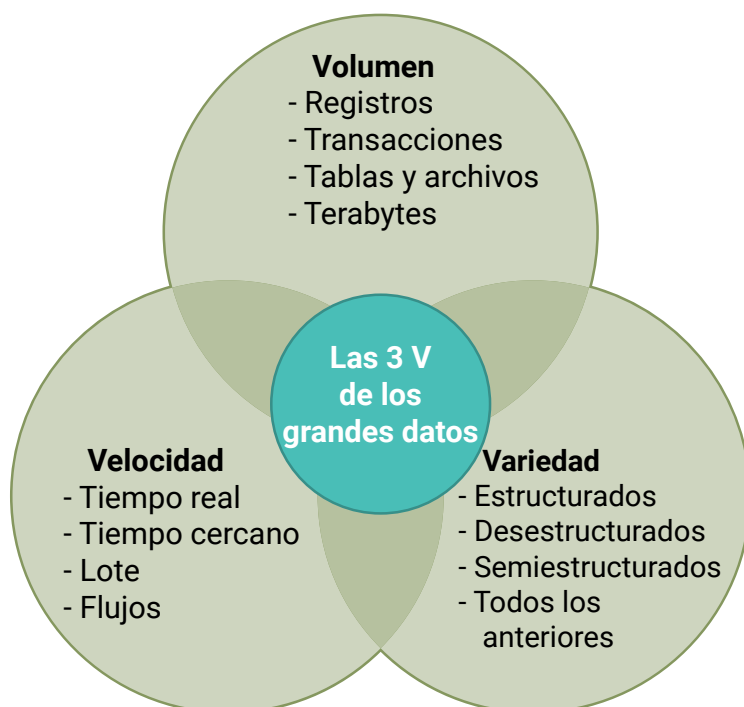 Volumen
- Registros
- Transacciones
- Tablas y archivos
- Terabytes
Las 3 V
de los
grandes datos
Velocidad
- Tiempo real
- Tiempo cercano
- Lote
- Flujos
Variedad
- Estructurados
- Desestructurados
- Semiestructurados
- Todos los
anteriores